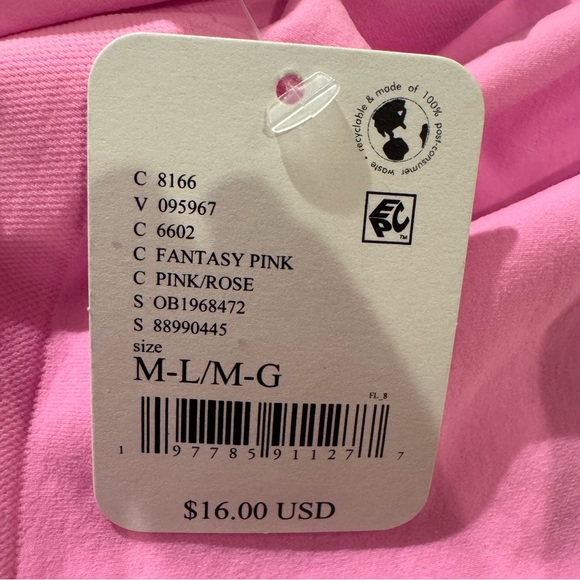 recyclable & made of 100% post-consumer waste •
EPC™
C 8166
V 095967
C 6602
C FANTASY PINK
C PINK/ROSE
S OB1968472
S 88990445
size
M-L/M-G
FL_8
1 97785 91127 7
$16.00 USD